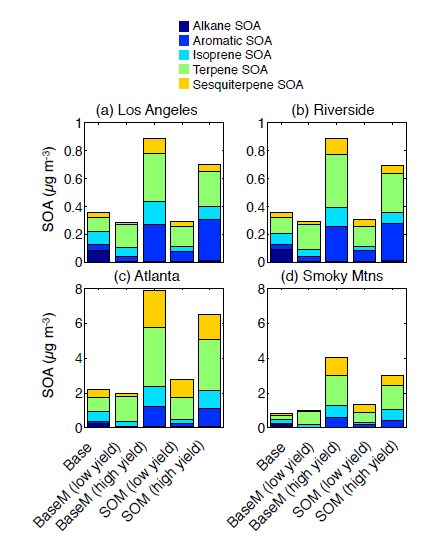 Alkane SOA
Aromatic SOA
Isoprene SOA
Terpene SOA
Sesquiterpene SOA
(a) Los Angeles
(b) Riverside
SOA (µg m-3)
1
0.8
0.6
0.4
0.2
0
1
0.8
0.6
0.4
0.2
0
(c) Atlanta
(d) Smoky Mtns
SOA (µg m-3)
8
6
4
2
0
8
6
4
2
0
Base
BaseM (low yield)
BaseM (high yield)
SOM (low yield)
SOM (high yield)
Base
BaseM (low yield)
BaseM (high yield)
SOM (low yield)
SOM (high yield)